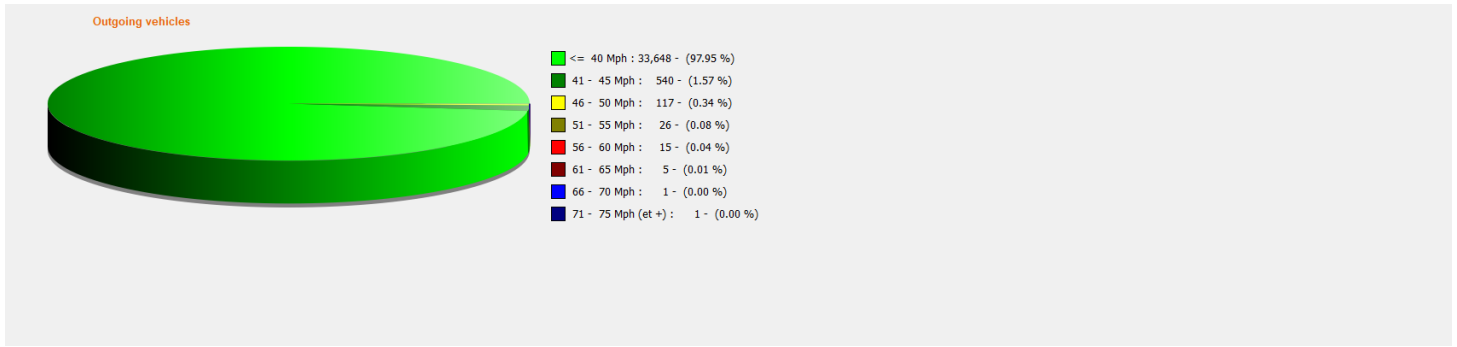 Outgoing vehicles
<= 40 Mph : 33,648 - (97.95 %)
41 - 45 Mph : 540 - (1.57 %)
46 - 50 Mph : 117 - (0.34 %)
51 - 55 Mph : 26 - (0.08 %)
56 - 60 Mph : 15 - (0.04 %)
61 - 65 Mph : 5 - (0.01 %)
66 - 70 Mph : 1 - (0.00 %)
71 - 75 Mph (et +) : 1 - (0.00 %)